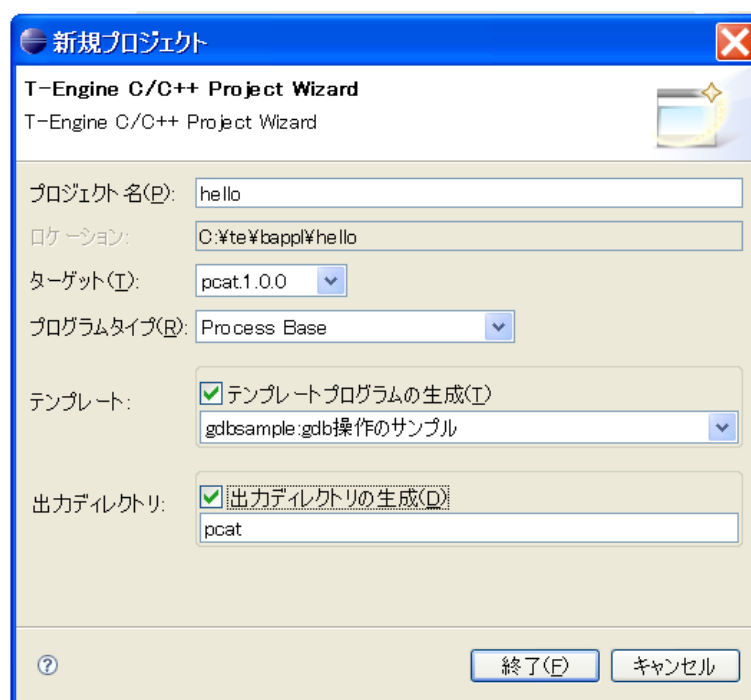 新規プロジェクト
T-Engine C/C++ Project Wizard
T-Engine C/C++ Project Wizard
プロジェクト名(P): hello
ロケーション: C:¥te¥bappl¥hello
ターゲット(T): pcat.1.0.0
プログラムタイプ(R): Process Base
テンプレート:
テンプレートプログラムの生成(T)
gdbsample:gdb操作のサンプル
出力ディレクトリ:
出力ディレクトリの生成(D)
pcat
?
終了(F) キャンセル